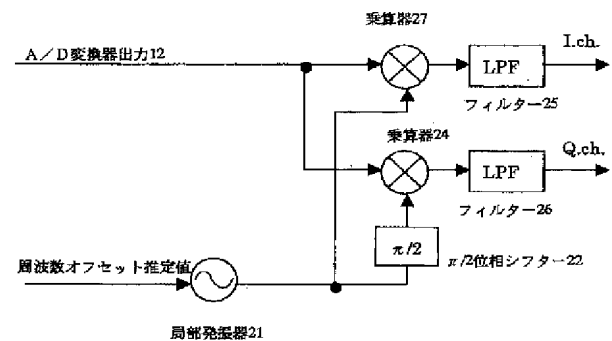 乗算器27
I.ch.
A／D変換器出力12
LPF
フィルター25
乗算器24
Q.ch.
LPF
フィルター26
π/2
π/2位相シフター22
周波数オフセット推定値
局部発振器21